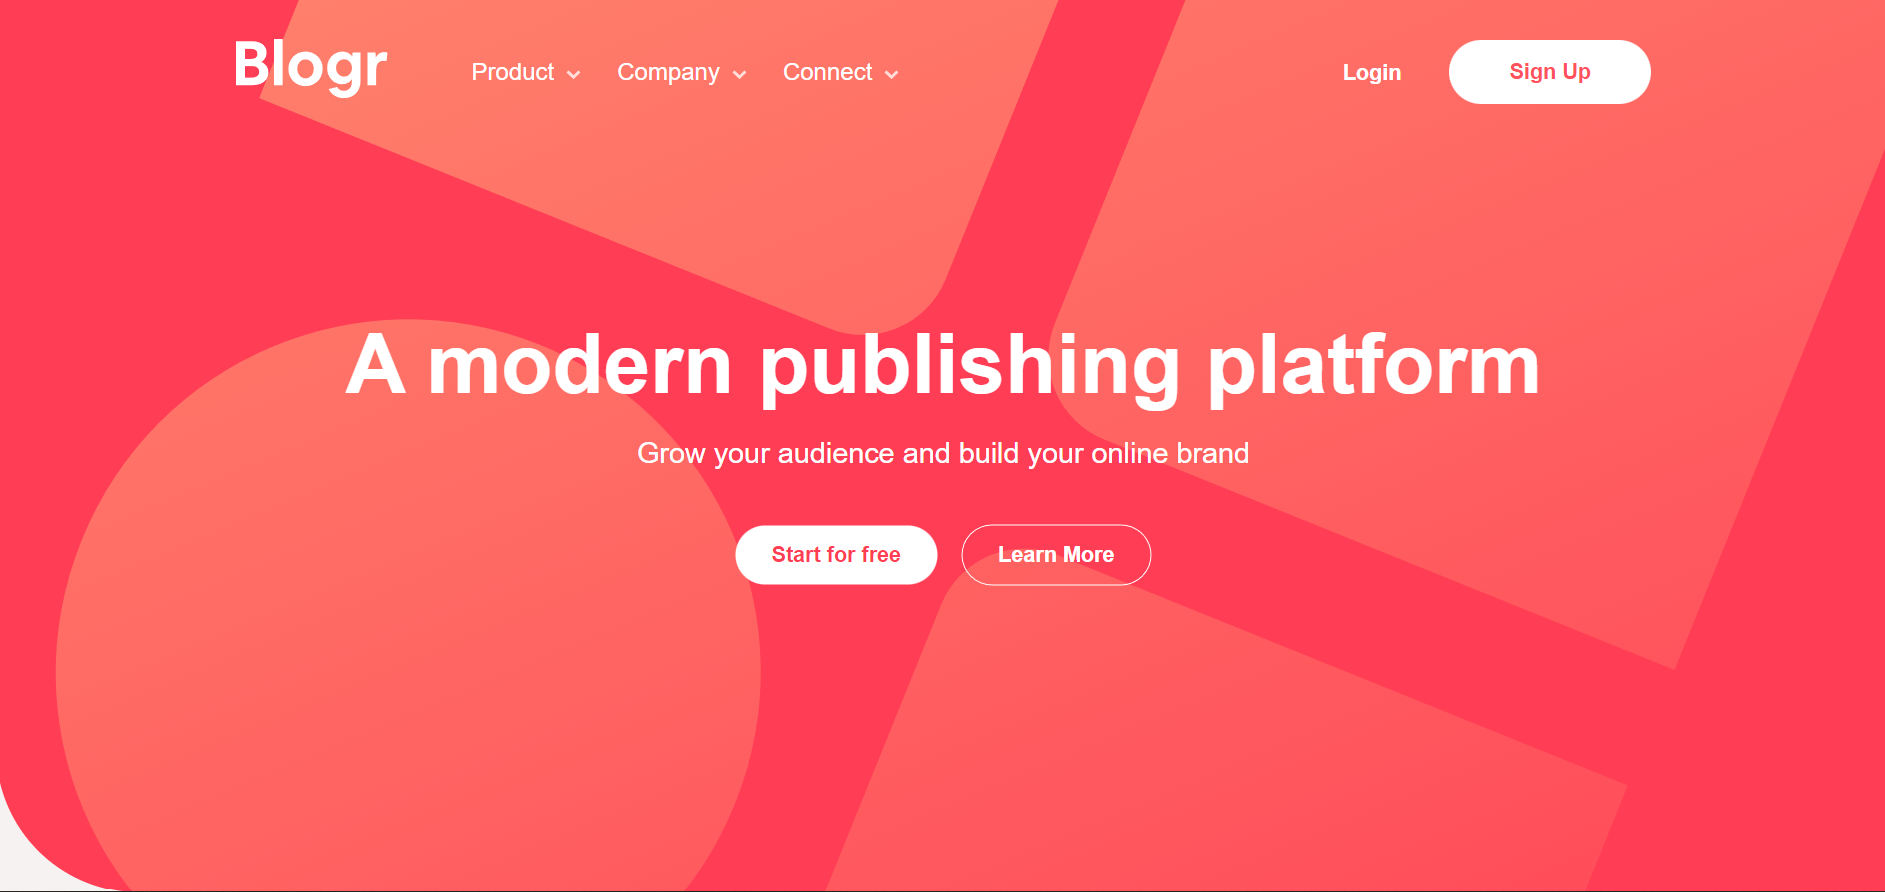 Blogr Product Company Connect Login Sign Up
A modern publishing platform
Grow your audience and build your online brand
Start for free Learn More